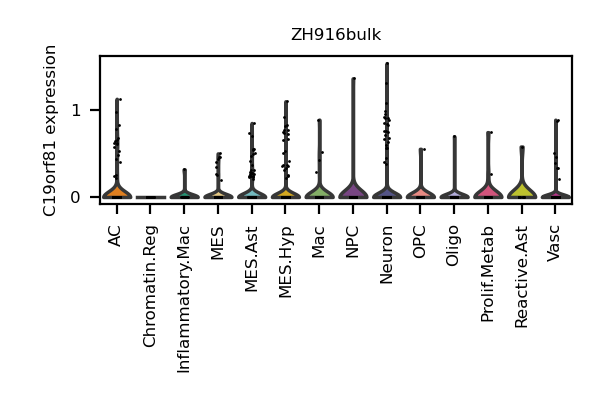 ZH916bulk
C19orf81 expression
1
0
AC
Chromatin.Reg
Inflammatory.Mac
MES
MES.Ast
MES.Hyp
Mac
NPC
Neuron
OPC
Oligo
Prolif.Metab
Reactive.Ast
Vasc